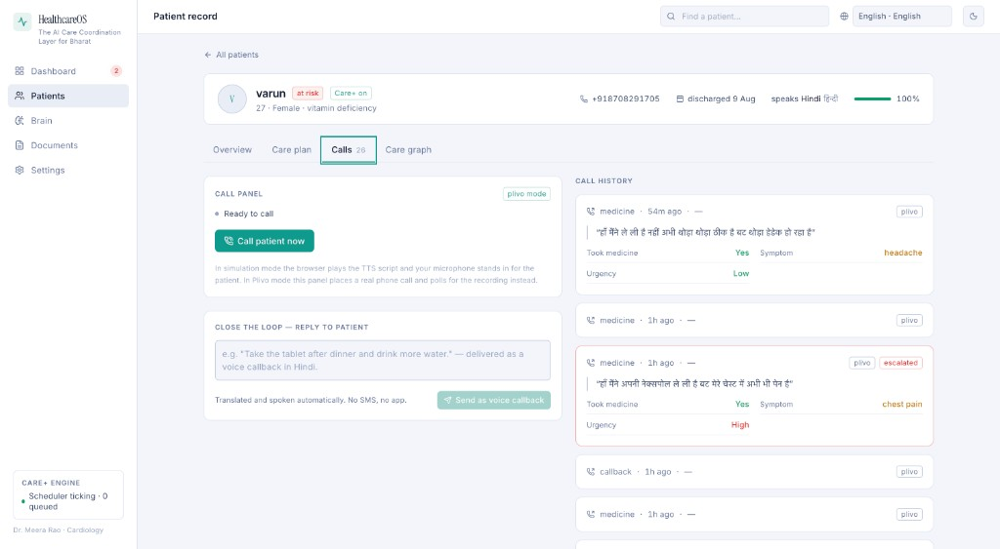 HealthcareOS
The AI Care Coordination
Layer for Bharat
Dashboard 2
Patients
Brain
Documents
Settings
CARE+ ENGINE
Scheduler ticking · 0
queued
Dr. Meera Rao · Cardiology
Patient record
Find a patient...
English · English
All patients
V
varun at risk Care+ on
27 · Female · vitamin deficiency
+918708291705
discharged 9 Aug
speaks Hindi हिन्दी
100%
Overview
Care plan
Calls 26
Care graph
CALL PANEL
plivo mode
Ready to call
Call patient now
In simulation mode the browser plays the TTS script and your microphone stands in for the
patient. In Plivo mode this panel places a real phone call and polls for the recording instead.
CLOSE THE LOOP — REPLY TO PATIENT
e.g. "Take the tablet after dinner and drink more water." — delivered as a
voice callback in Hindi.
Translated and spoken automatically. No SMS, no app.
Send as voice callback
CALL HISTORY
medicine · 54m ago · — plivo
"हाँ मैंने ले ली है नहीं अभी थोड़ा थोड़ा ठीक है बट थोड़ा हेडेक हो रहा है"
Took medicine Yes Symptom headache
Urgency Low
medicine · 1h ago · — plivo
medicine · 1h ago · — plivo escalated
"हाँ मैंने अपनी नेक्सपोल ले ली है बट मेरे चेस्ट में अभी भी पेन है"
Took medicine Yes Symptom chest pain
Urgency High
callback · 1h ago · — plivo
medicine · 1h ago · — plivo